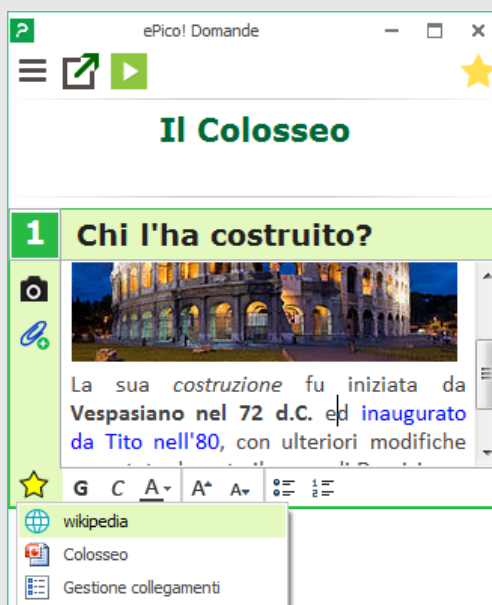 ePico! Domande
Il Colosseo
1 Chi l'ha costruito?
La sua costruzione fu iniziata da
Vespasiano nel 72 d.C. ed inaugurato
da Tito nell'80, con ulteriori modifiche
G C A A A
wikipedia
Colosseo
Gestione collegamenti